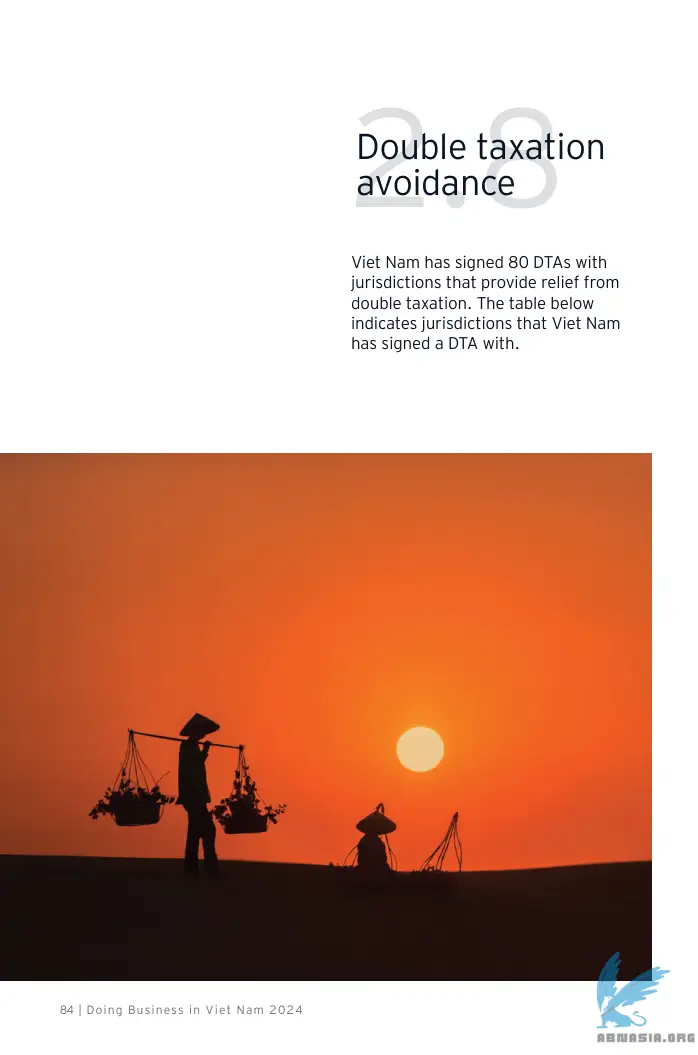 2.8
Double taxation
avoidance
Viet Nam has signed 80 DTAs with
jurisdictions that provide relief from
double taxation. The table below
indicates jurisdictions that Viet Nam
has signed a DTA with.
84 | Doing Business in Viet Nam 2024
ABNASIA.ORG